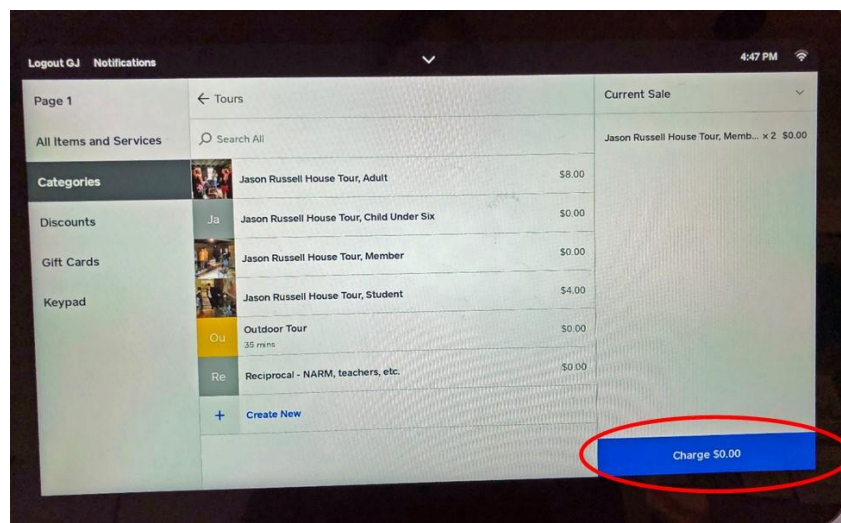 Logout GJ Notifications 4:47 PM
Page 1
All Items and Services
Categories
Discounts
Gift Cards
Keypad
← Tours
Search All
Jason Russell House Tour, Adult $8.00
Ja Jason Russell House Tour, Child Under Six $0.00
Jason Russell House Tour, Member $0.00
Jason Russell House Tour, Student $4.00
Ou Outdoor Tour $0.00
35 mins
Re Reciprocal - NARM, teachers, etc. $0.00
+ Create New
Current Sale
Jason Russell House Tour, Memb... x 2 $0.00
Charge $0.00